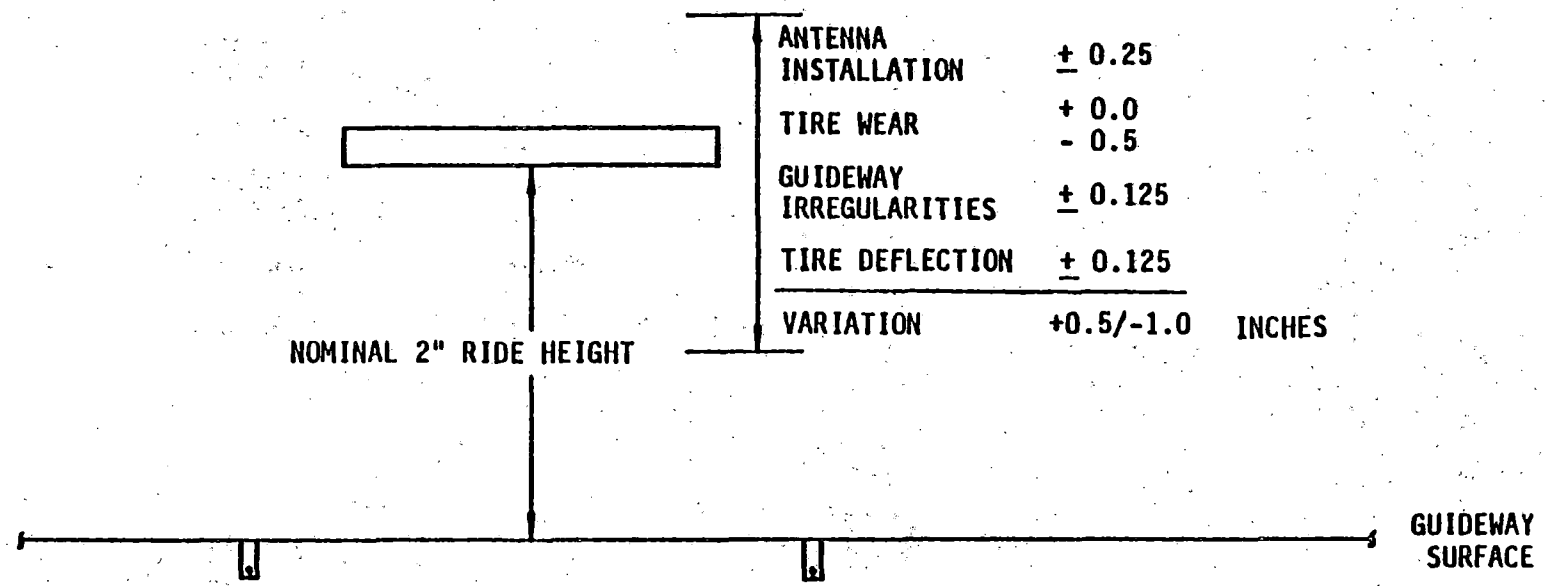 ANTENNA
INSTALLATION ± 0.25
TIRE WEAR + 0.0
- 0.5
GUIDEWAY
IRREGULARITIES ± 0.125
TIRE DEFLECTION ± 0.125
VARIATION +0.5/-1.0 INCHES
NOMINAL 2" RIDE HEIGHT
GUIDEWAY
SURFACE